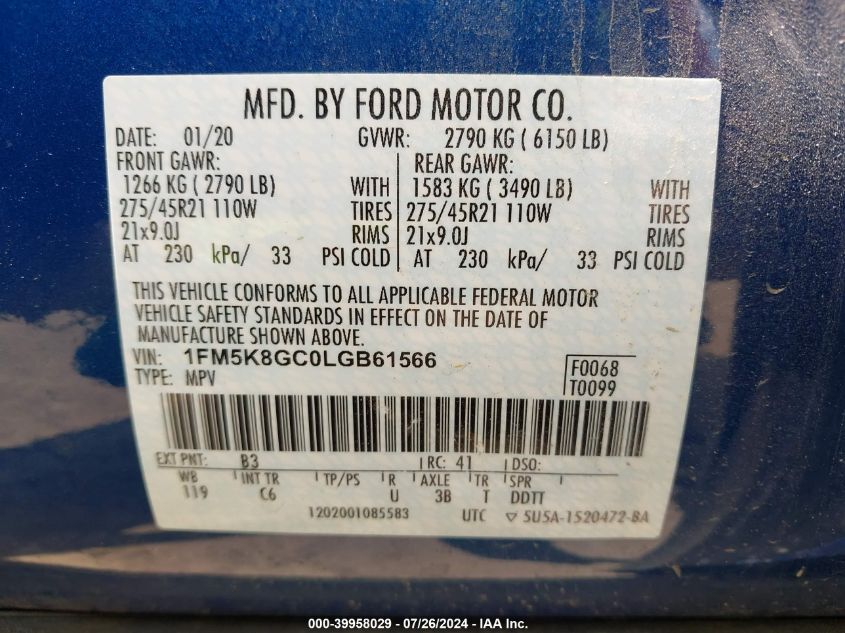 MFD. BY FORD MOTOR CO.
DATE: 01/20 GVWR: 2790 KG ( 6150 LB)
FRONT GAWR: REAR GAWR:
1266 KG ( 2790 LB) WITH 1583 KG ( 3490 LB) WITH
275/45R21 110W TIRES 275/45R21 110W TIRES
21x9.0J RIMS 21x9.0J RIMS
AT 230 kPa/ 33 PSI COLD AT 230 kPa/ 33 PSI COLD
THIS VEHICLE CONFORMS TO ALL APPLICABLE FEDERAL MOTOR
VEHICLE SAFETY STANDARDS IN EFFECT ON THE DATE OF
MANUFACTURE SHOWN ABOVE.
VIN: 1FM5K8GC0LGB61566 F0068
TYPE: MPV T0099
EXT PNT: B3 RC: 41 DSO:
WB INT TR TP/PS R AXLE TR SPR
119 C6 U 3B T DDTT
1202001085583 UTC ▽ 5U5A-1520472-BA
000-39958029 - 07/26/2024 - IAA Inc.